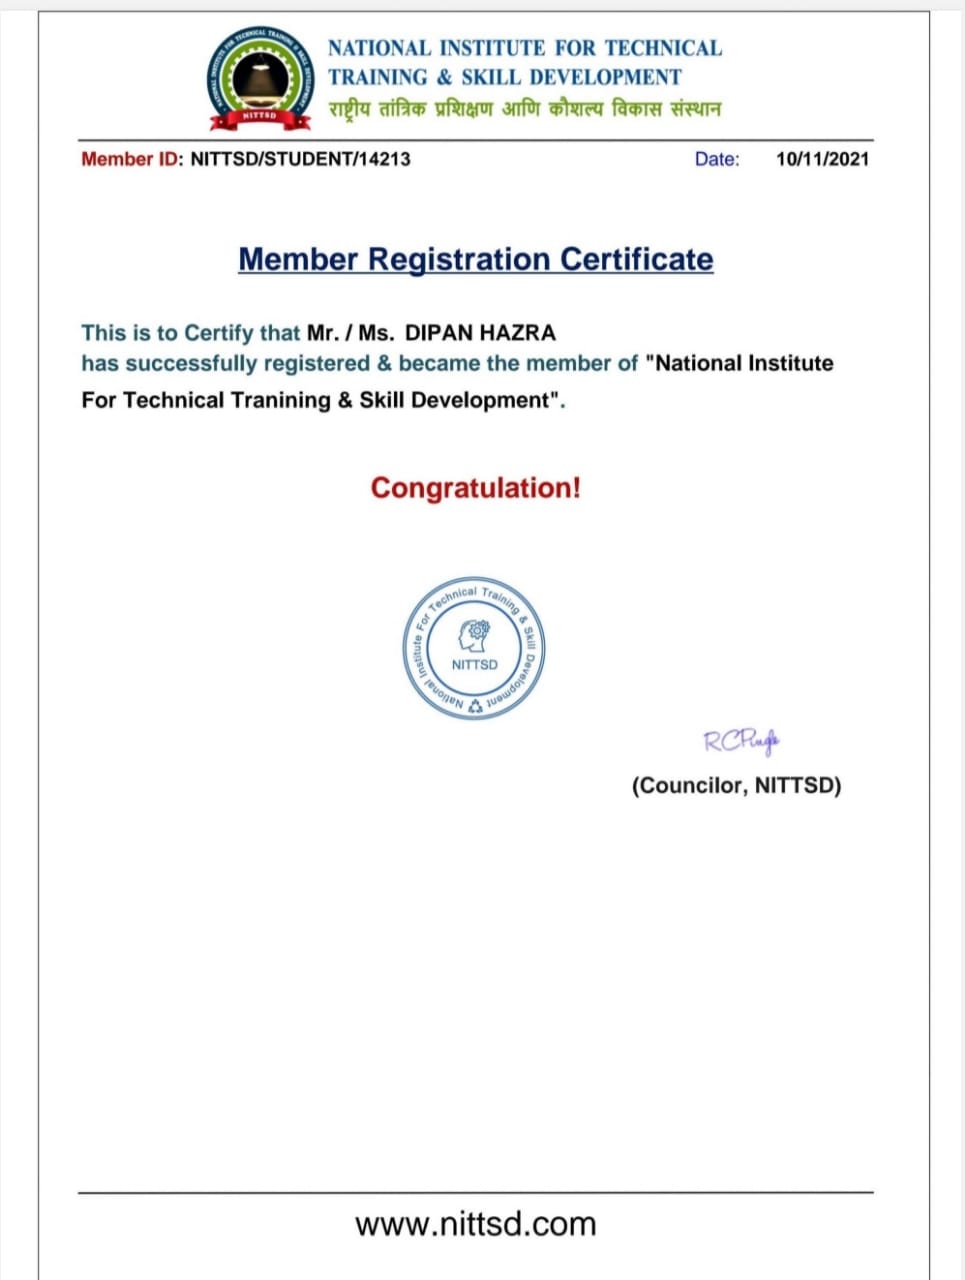 NATIONAL INSTITUTE FOR TECHNICAL TRAINING & SKILL DEVELOPMENT
NITTSD
NATIONAL INSTITUTE FOR TECHNICAL
TRAINING & SKILL DEVELOPMENT
राष्ट्रीय तांत्रिक प्रशिक्षण आणि कौशल्य विकास संस्थान
Member ID: NITTSD/STUDENT/14213 Date: 10/11/2021
Member Registration Certificate
This is to Certify that Mr. / Ms. DIPAN HAZRA
has successfully registered & became the member of "National Institute
For Technical Tranining & Skill Development".
Congratulation!
National Institute For Technical Training & Skill Development
NITTSD
RCPingle
(Councilor, NITTSD)
www.nittsd.com